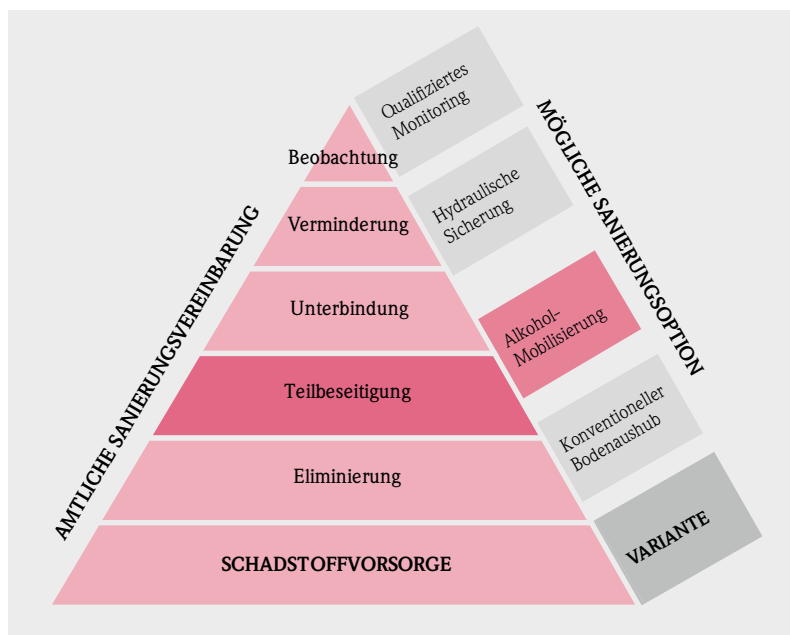 AMTLICHE SANIERUNGSVEREINBARUNG
Beobachtung
Verminderung
Unterbindung
Teilbeseitigung
Eliminierung
SCHADSTOFFVORSORGE
MÖGLICHE SANIERUNGSOPTION
Qualifiziertes
Monitoring
Hydraulische
Sicherung
Alkohol-
Mobilisierung
Konventioneller
Bodenaushub
VARIANTE